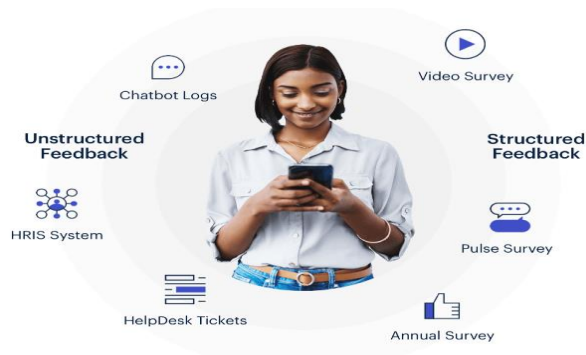 Chatbot Logs
Video Survey
Unstructured
Feedback
Structured
Feedback
HRIS System
Pulse Survey
HelpDesk Tickets
Annual Survey